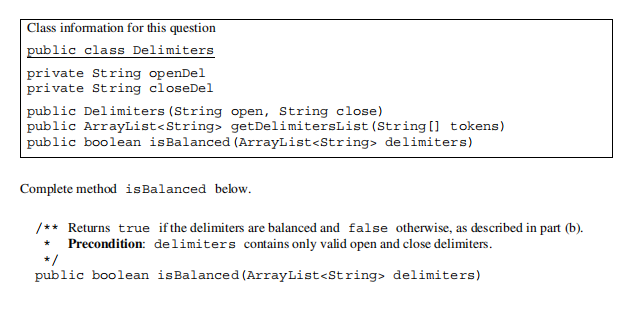 Class information for this question
public class Delimiters
private String openDel
private String closeDel
public Delimiters(String open, String close)
public ArrayList<String> getDelimitersList(String[] tokens)
public boolean isBalanced(ArrayList<String> delimiters)
Complete method isBalanced below.
/** Returns true if the delimiters are balanced and false otherwise, as described in part (b).
* Precondition: delimiters contains only valid open and close delimiters.
*/
public boolean isBalanced(ArrayList<String> delimiters)